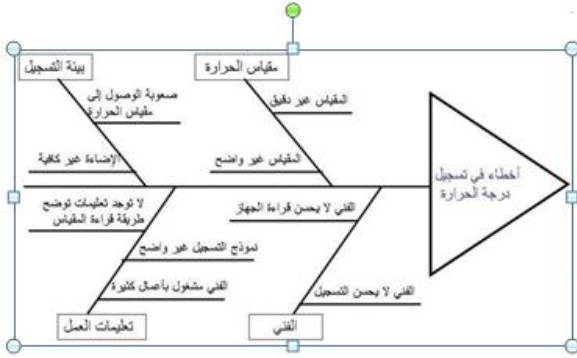 مقياس الحرارة
بيئة التسجيل
المقياس غير دقيق
صعوبة الوصول إلى
مقياس الحرارة
المقياس غير واضح
الإضاءة غير كافية
أخطاء في تسجيل
درجة الحرارة
الفني لا يحسن قراءة الجهاز
لا توجد تعليمات توضح
طريقة قراءة المقياس
نموذج التسجيل غير واضح
الفني لا يحسن التسجيل
الفني مشغول بأعمال كثيرة
الفني
تعليمات العمل